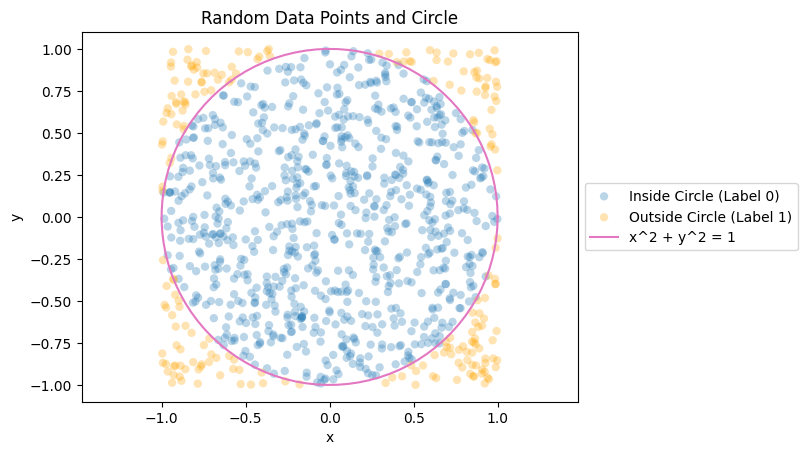 Random Data Points and Circle
1.00
0.75
0.50
0.25
0.00
−0.25
−0.50
−0.75
−1.00
y
−1.0
−0.5
0.0
0.5
1.0
x
Inside Circle (Label 0)
Outside Circle (Label 1)
x^2 + y^2 = 1